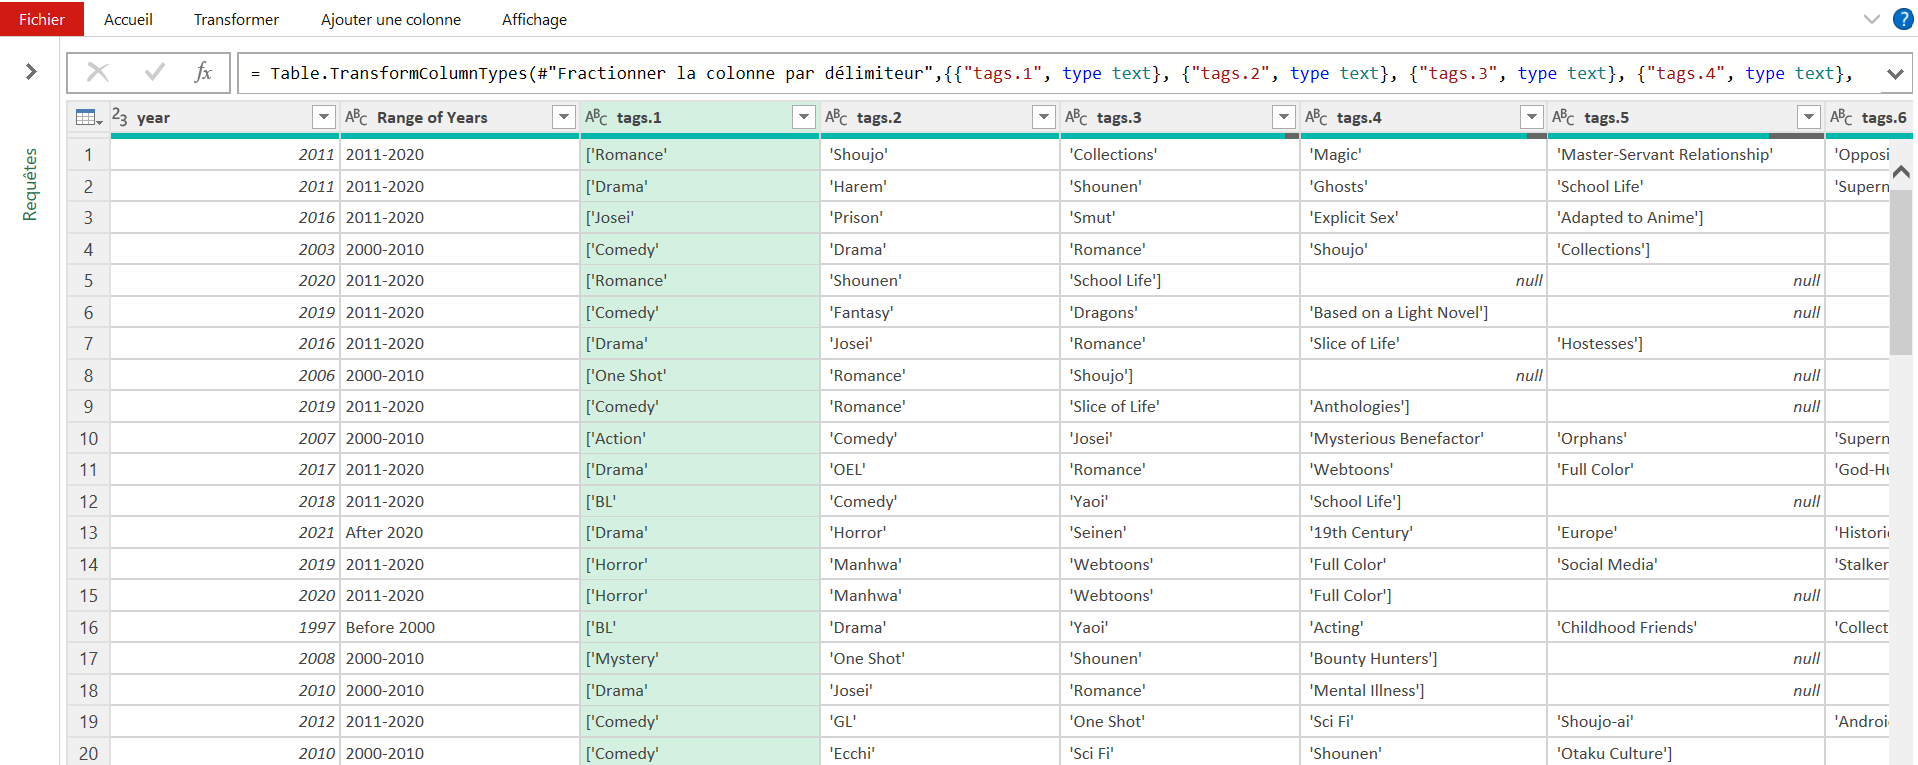 Fichier Accueil Transformer Ajouter une colonne Affichage ?
fx = Table.TransformColumnTypes(#"Fractionner la colonne par délimiteur",{{"tags.1", type text}, {"tags.2", type text}, {"tags.3", type text}, {"tags.4", type text},
Requêtes
23 year ABC Range of Years ABC tags.1 ABC tags.2 ABC tags.3 ABC tags.4 ABC tags.5 ABC tags.6
1 2011 2011-2020 ['Romance' 'Shoujo' 'Collections' 'Magic' 'Master-Servant Relationship' 'Opposi
2 2011 2011-2020 ['Drama' 'Harem' 'Shounen' 'Ghosts' 'School Life' 'Supern
3 2016 2011-2020 ['Josei' 'Prison' 'Smut' 'Explicit Sex' 'Adapted to Anime']
4 2003 2000-2010 ['Comedy' 'Drama' 'Romance' 'Shoujo' 'Collections']
5 2020 2011-2020 ['Romance' 'Shounen' 'School Life'] null null
6 2019 2011-2020 ['Comedy' 'Fantasy' 'Dragons' 'Based on a Light Novel'] null
7 2016 2011-2020 ['Drama' 'Josei' 'Romance' 'Slice of Life' 'Hostesses']
8 2006 2000-2010 ['One Shot' 'Romance' 'Shoujo'] null null
9 2019 2011-2020 ['Comedy' 'Romance' 'Slice of Life' 'Anthologies'] null
10 2007 2000-2010 ['Action' 'Comedy' 'Josei' 'Mysterious Benefactor' 'Orphans' 'Supern
11 2017 2011-2020 ['Drama' 'OEL' 'Romance' 'Webtoons' 'Full Color' 'God-Hu
12 2018 2011-2020 ['BL' 'Comedy' 'Yaoi' 'School Life'] null
13 2021 After 2020 ['Drama' 'Horror' 'Seinen' '19th Century' 'Europe' 'Historic
14 2019 2011-2020 ['Horror' 'Manhwa' 'Webtoons' 'Full Color' 'Social Media' 'Stalker
15 2020 2011-2020 ['Horror' 'Manhwa' 'Webtoons' 'Full Color'] null
16 1997 Before 2000 ['BL' 'Drama' 'Yaoi' 'Acting' 'Childhood Friends' 'Collect
17 2008 2000-2010 ['Mystery' 'One Shot' 'Shounen' 'Bounty Hunters'] null
18 2010 2000-2010 ['Drama' 'Josei' 'Romance' 'Mental Illness'] null
19 2012 2011-2020 ['Comedy' 'GL' 'One Shot' 'Sci Fi' 'Shoujo-ai' 'Androi
20 2010 2000-2010 ['Comedy' 'Ecchi' 'Sci Fi' 'Shounen' 'Otaku Culture']